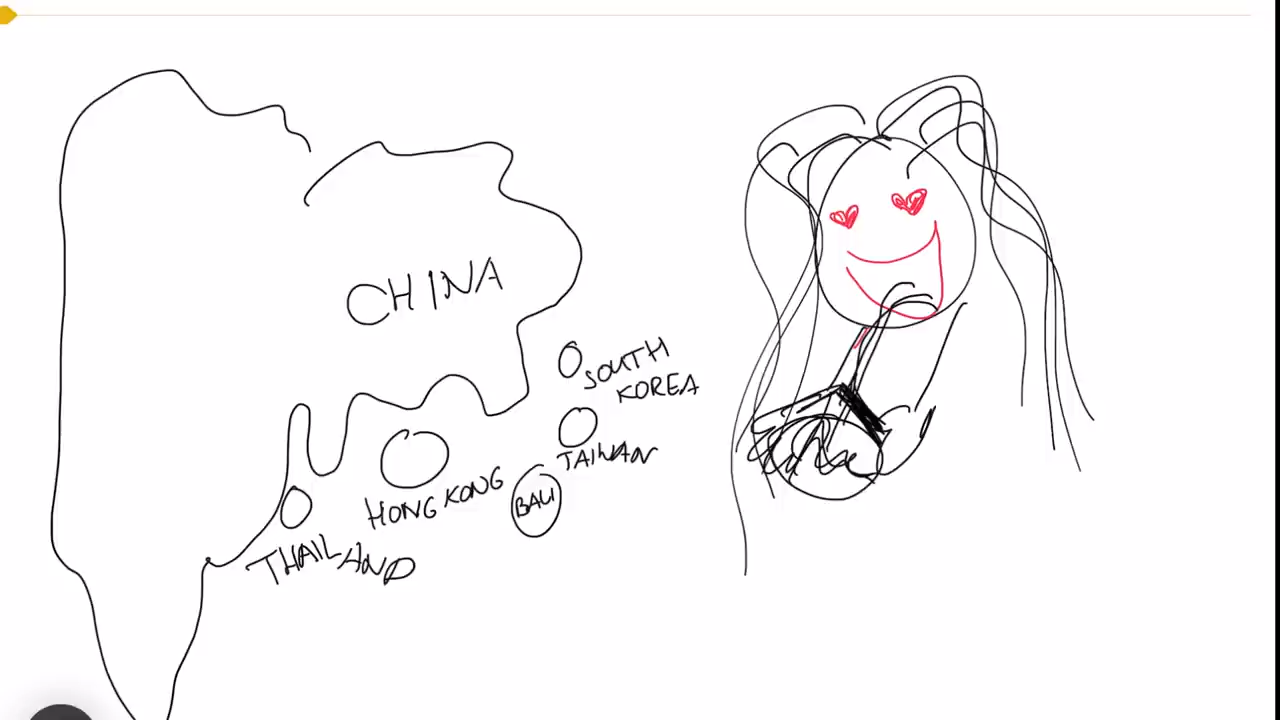 CHINA
SOUTH
KOREA
TAIWAN
HONG KONG
BALI
THAILAND